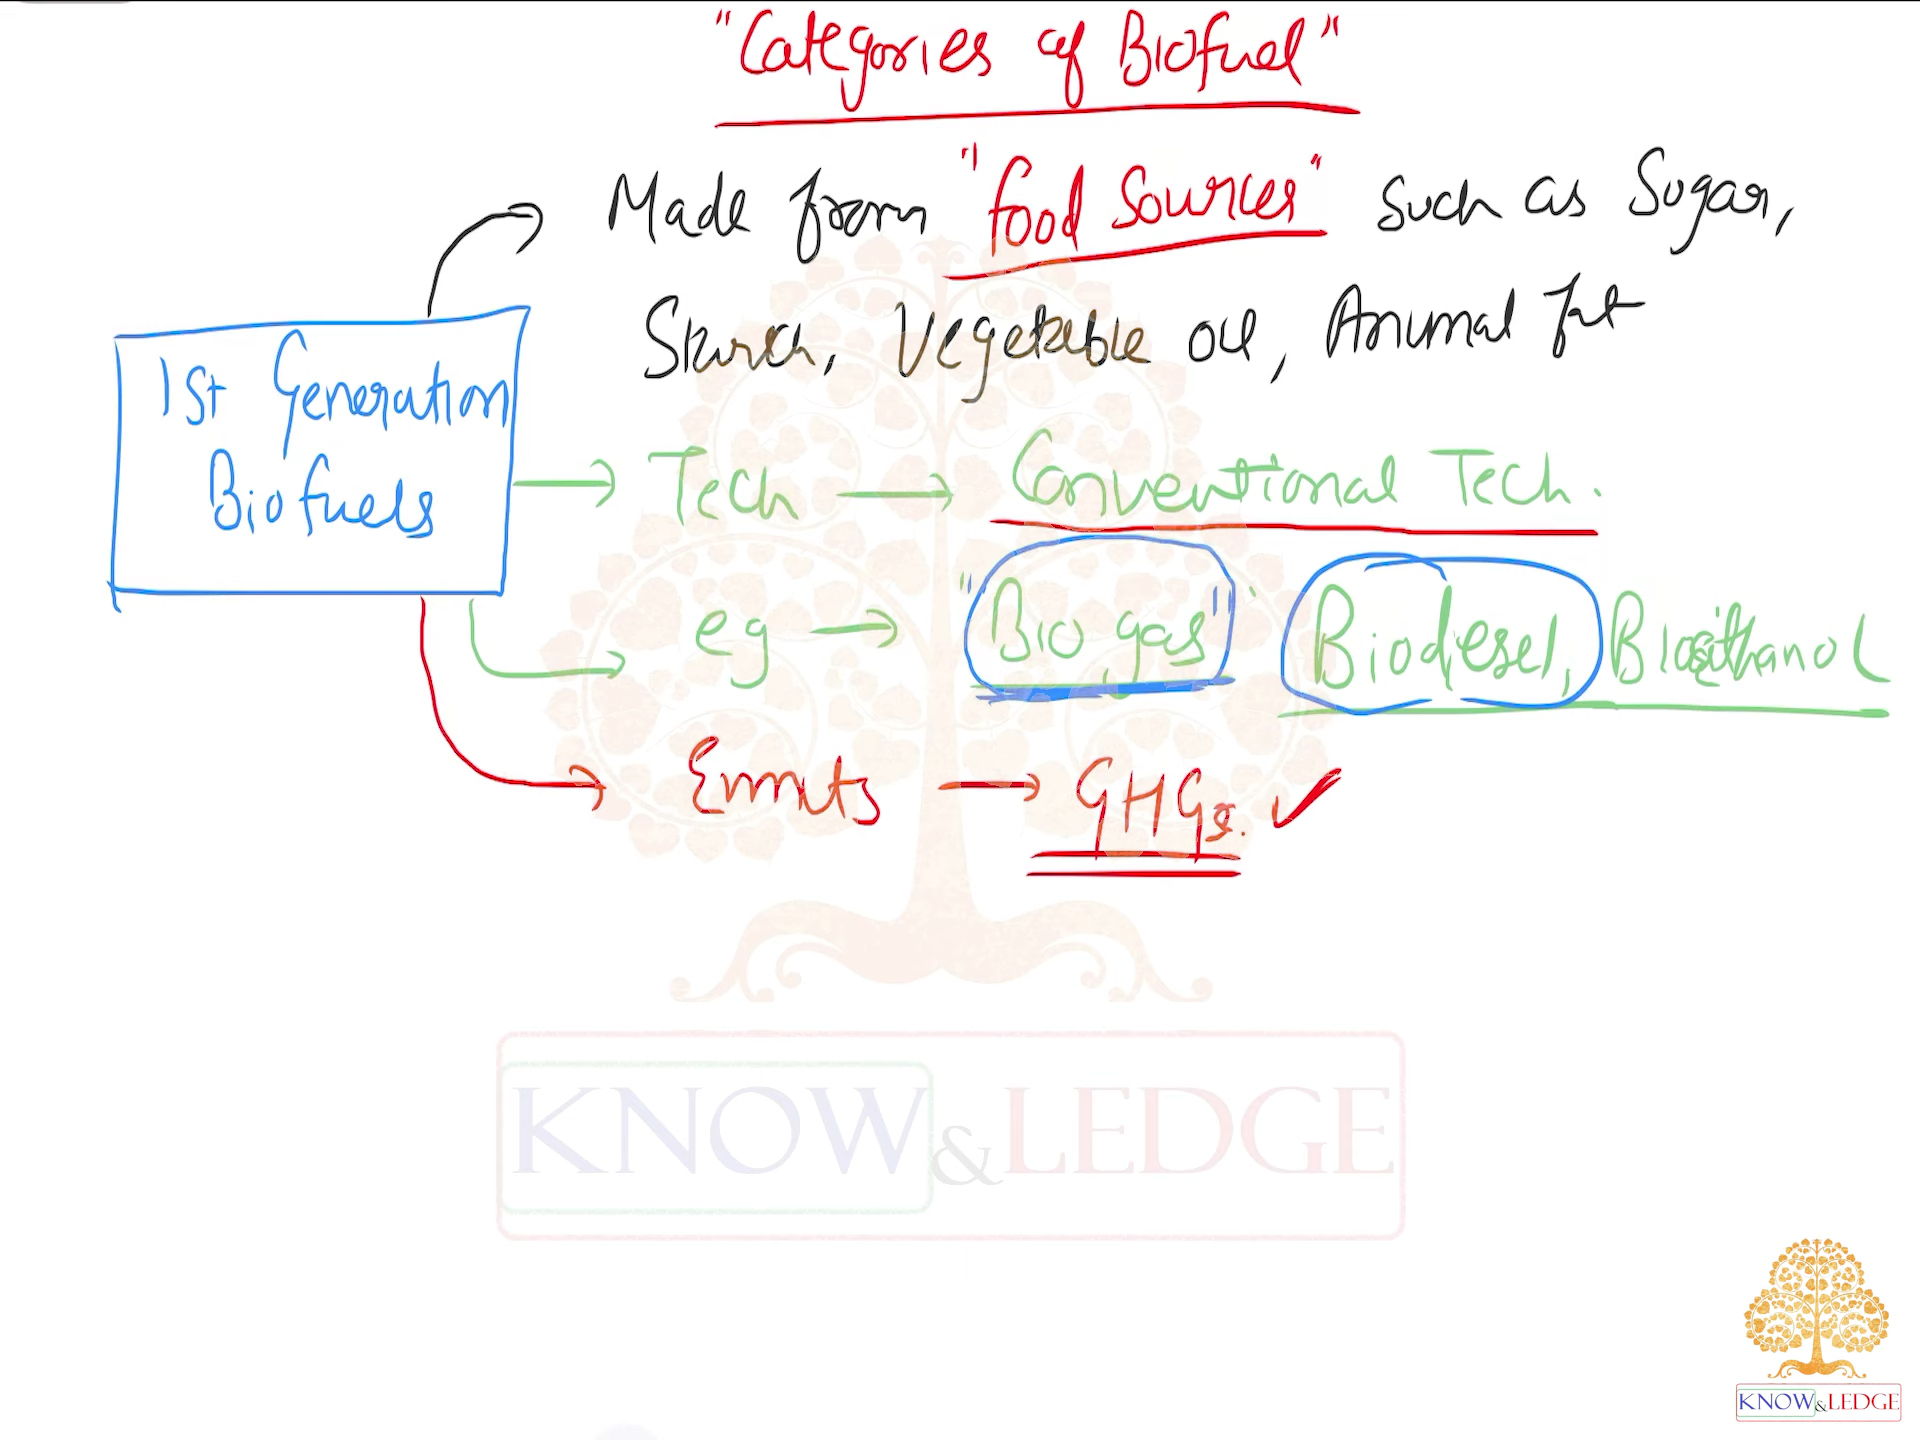 "Categories of Biofuel"
Made from "food sources" such as Sugar,
Starch, Vegetable oil, Animal fat
1st Generation
Biofuels
Tech → Conventional Tech.
eg → "Bio gas" Biodiesel, Bioethanol
Emits → GHGs. ✓
KNOW&LEDGE
KNOW&LEDGE